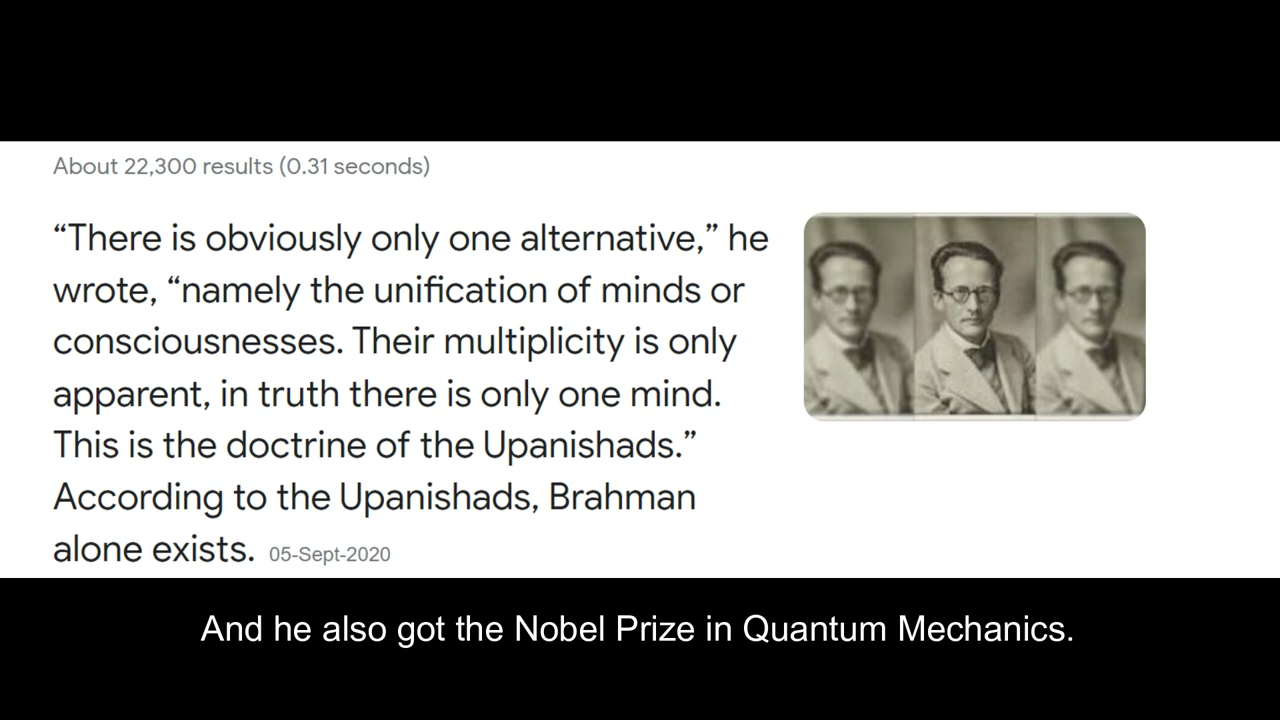 About 22,300 results (0.31 seconds)
“There is obviously only one alternative,” he
wrote, “namely the unification of minds or
consciousnesses. Their multiplicity is only
apparent, in truth there is only one mind.
This is the doctrine of the Upanishads.”
According to the Upanishads, Brahman
alone exists. 05-Sept-2020
And he also got the Nobel Prize in Quantum Mechanics.